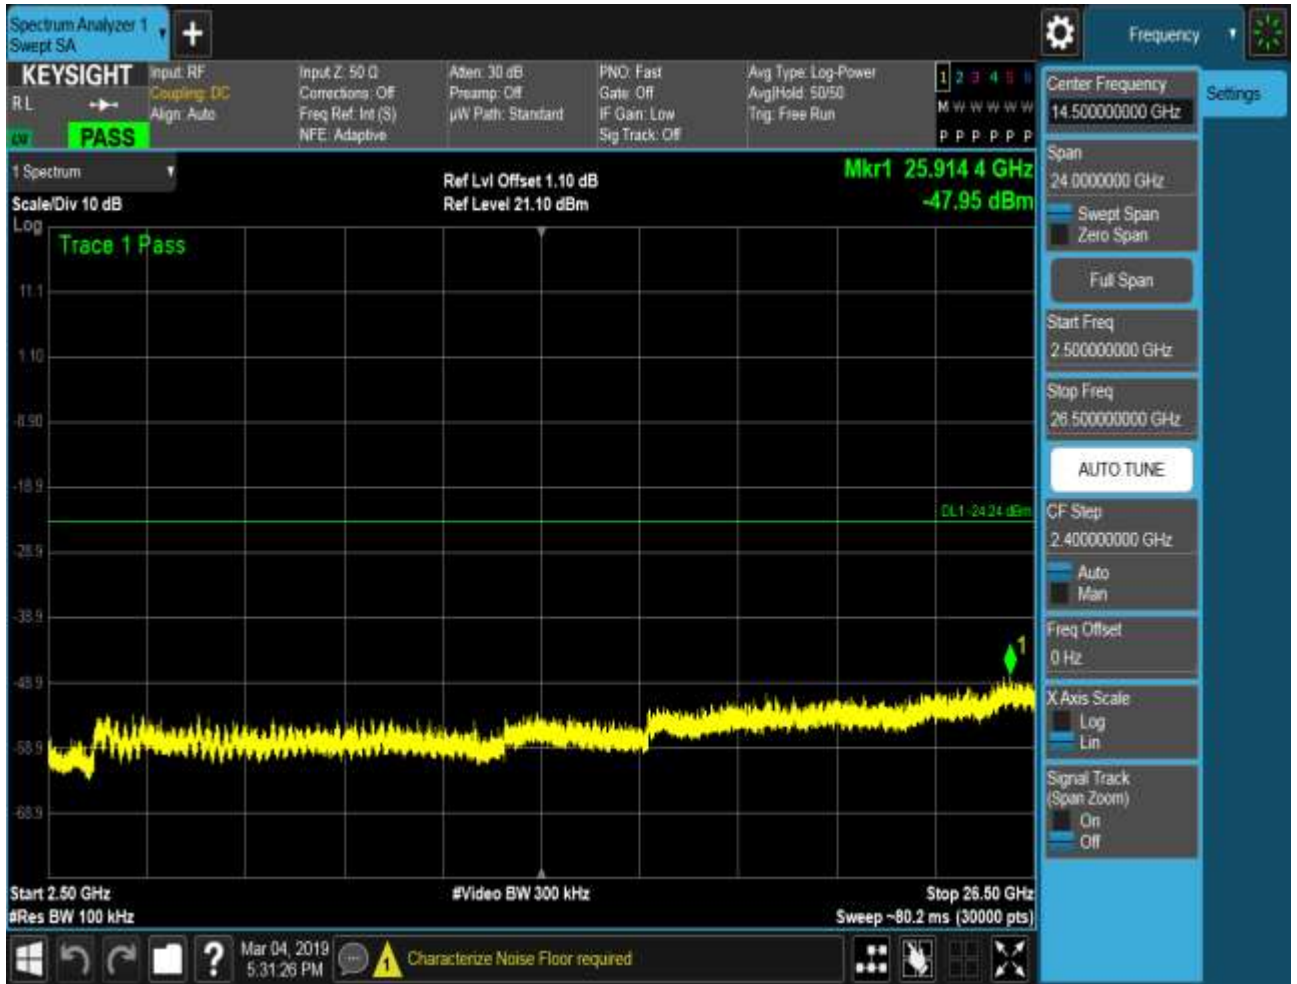 Spectrum Analyzer 1
Swept SA
+
Frequency
KEYSIGHT
R L
PASS
Input: RF
Coupling: DC
Align: Auto
Input Z: 50 Ω
Corrections: Off
Freq Ref: Int (S)
NFE: Adaptive
Atten: 30 dB
Preamp: Off
µW Path: Standard
PNO: Fast
Gate: Off
IF Gain: Low
Sig Track: Off
Avg Type: Log-Power
Avg|Hold: 50/50
Trig: Free Run
1 2 3 4 5 6
M W W W W W
P P P P P P
1 Spectrum
Scale/Div 10 dB
Log
Ref Lvl Offset 1.10 dB
Ref Level 21.10 dBm
Mkr1 25.914 4 GHz
-47.95 dBm
Trace 1 Pass
11.1
1.10
-8.90
-18.9
DL1 -24.24 dBm
-28.9
-38.9
1
-48.9
-58.9
-68.9
Start 2.50 GHz
#Video BW 300 kHz
Stop 26.50 GHz
#Res BW 100 kHz
Sweep ~80.2 ms (30000 pts)
Center Frequency
14.500000000 GHz
Settings
Span
24.0000000 GHz
Swept Span
Zero Span
Full Span
Start Freq
2.500000000 GHz
Stop Freq
26.500000000 GHz
AUTO TUNE
CF Step
2.400000000 GHz
Auto
Man
Freq Offset
0 Hz
X Axis Scale
Log
Lin
Signal Track
(Span Zoom)
On
Off
?
Mar 04, 2019
5:31:26 PM
1
Characterize Noise Floor required